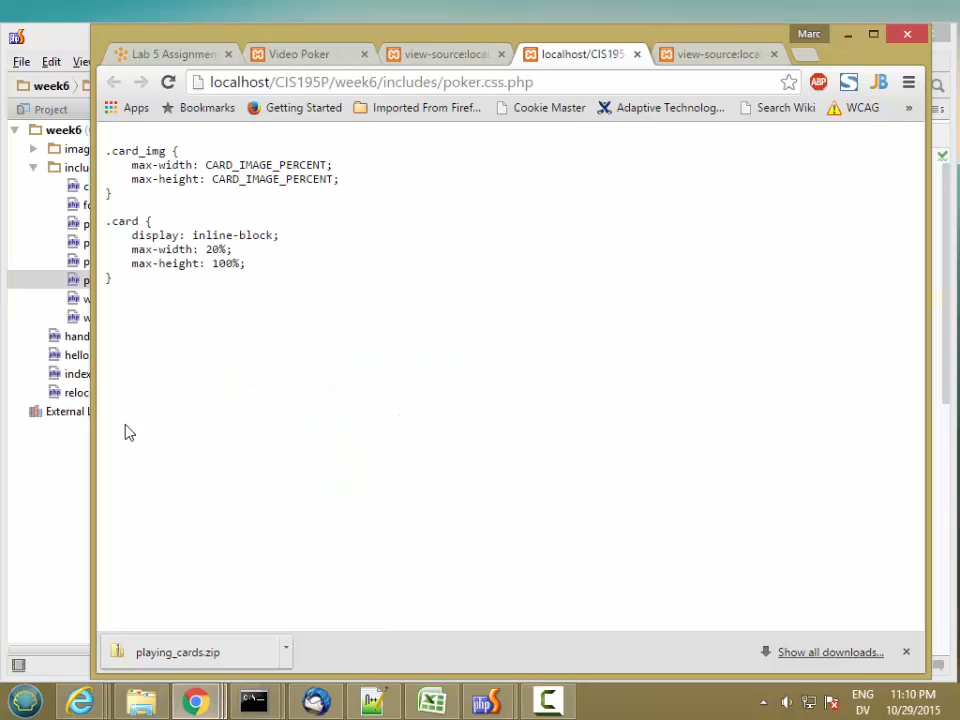 Marc
Lab 5 Assignmen
Video Poker
view-source:loca
localhost/CIS195
view-source:loca
File Edit
localhost/CIS195P/week6/includes/poker.css.php
week6
Apps Bookmarks Getting Started Imported From Firef... Cookie Master Adaptive Technolog... Search Wiki WCAG »
Project
week6
.card_img {
max-width: CARD_IMAGE_PERCENT;
max-height: CARD_IMAGE_PERCENT;
}
.card {
display: inline-block;
max-width: 20%;
max-height: 100%;
}
hand
hello
index
reloc
External L
playing_cards.zip
Show all downloads...
ENG 11:10 PM
DV 10/29/2015